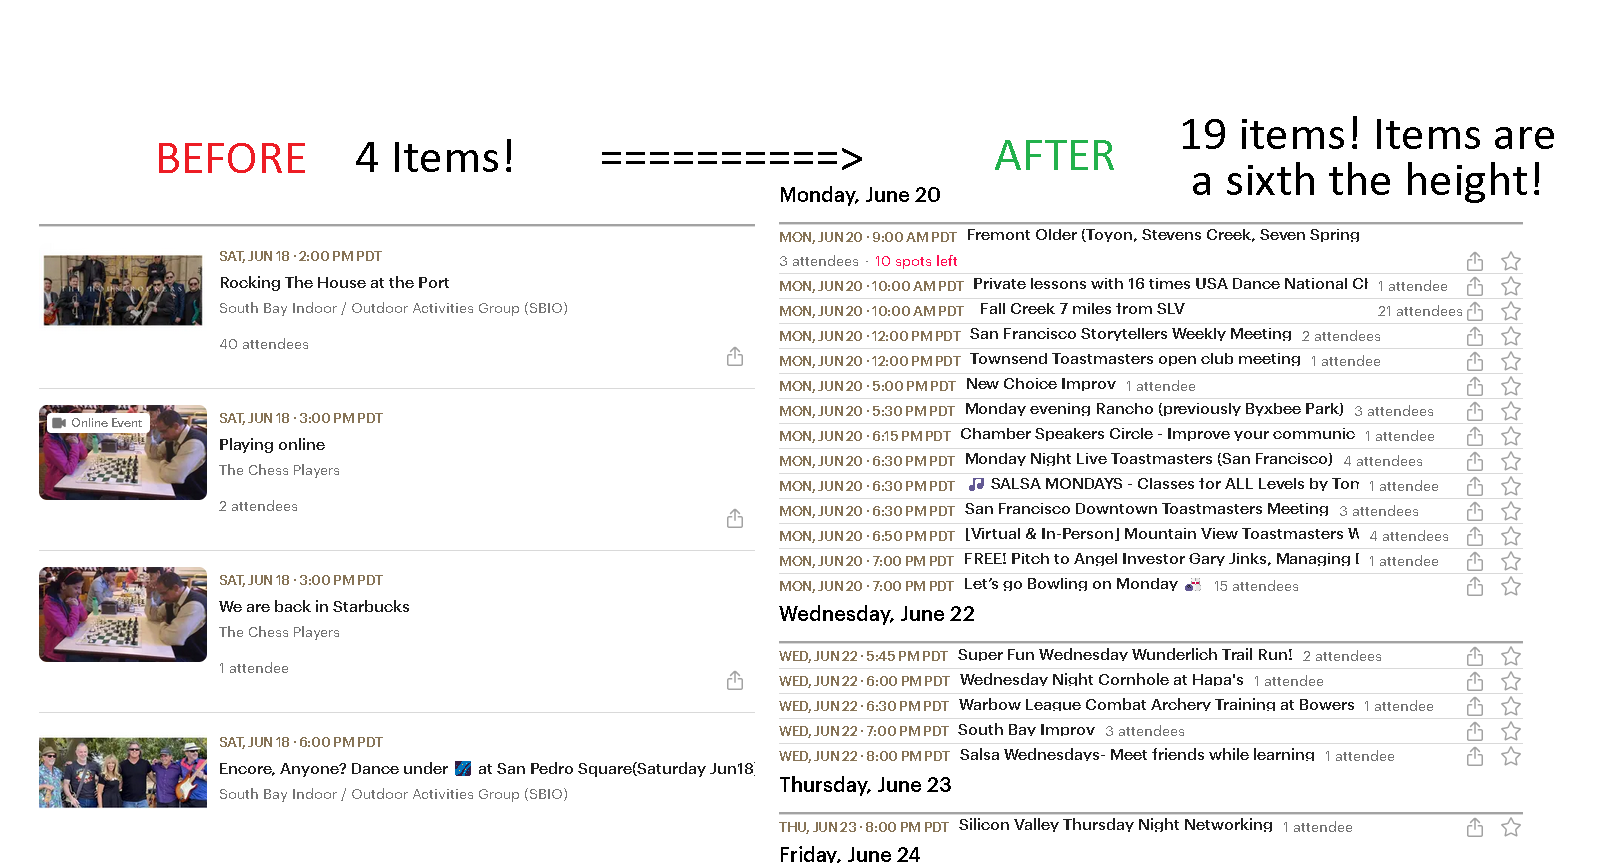 BEFORE 4 Items! ==========> AFTER 19 items! Items are
a sixth the height!
SAT, JUN 18 · 2:00 PM PDT
Rocking The House at the Port
South Bay Indoor / Outdoor Activities Group (SBIO)
40 attendees
Online Event
SAT, JUN 18 · 3:00 PM PDT
Playing online
The Chess Players
2 attendees
SAT, JUN 18 · 3:00 PM PDT
We are back in Starbucks
The Chess Players
1 attendee
SAT, JUN 18 · 6:00 PM PDT
Encore, Anyone? Dance under 🌌 at San Pedro Square(Saturday Jun18
South Bay Indoor / Outdoor Activities Group (SBIO)
Monday, June 20
MON, JUN 20 · 9:00 AM PDT Fremont Older (Toyon, Stevens Creek, Seven Spring
3 attendees · 10 spots left
MON, JUN 20 · 10:00 AM PDT Private lessons with 16 times USA Dance National Cl 1 attendee
MON, JUN 20 · 10:00 AM PDT Fall Creek 7 miles from SLV 21 attendees
MON, JUN 20 · 12:00 PM PDT San Francisco Storytellers Weekly Meeting 2 attendees
MON, JUN 20 · 12:00 PM PDT Townsend Toastmasters open club meeting 1 attendee
MON, JUN 20 · 5:00 PM PDT New Choice Improv 1 attendee
MON, JUN 20 · 5:30 PM PDT Monday evening Rancho (previously Byxbee Park) 3 attendees
MON, JUN 20 · 6:15 PM PDT Chamber Speakers Circle - Improve your communic 1 attendee
MON, JUN 20 · 6:30 PM PDT Monday Night Live Toastmasters (San Francisco) 4 attendees
MON, JUN 20 · 6:30 PM PDT 🎵 SALSA MONDAYS - Classes for ALL Levels by Tom 1 attendee
MON, JUN 20 · 6:30 PM PDT San Francisco Downtown Toastmasters Meeting 3 attendees
MON, JUN 20 · 6:50 PM PDT [Virtual & In-Person] Mountain View Toastmasters W 4 attendees
MON, JUN 20 · 7:00 PM PDT FREE! Pitch to Angel Investor Gary Jinks, Managing D 1 attendee
MON, JUN 20 · 7:00 PM PDT Let’s go Bowling on Monday 🎳 15 attendees
Wednesday, June 22
WED, JUN 22 · 5:45 PM PDT Super Fun Wednesday Wunderlich Trail Run! 2 attendees
WED, JUN 22 · 6:00 PM PDT Wednesday Night Cornhole at Hapa's 1 attendee
WED, JUN 22 · 6:30 PM PDT Warbow League Combat Archery Training at Bowers 1 attendee
WED, JUN 22 · 7:00 PM PDT South Bay Improv 3 attendees
WED, JUN 22 · 8:00 PM PDT Salsa Wednesdays- Meet friends while learning 1 attendee
Thursday, June 23
THU, JUN 23 · 8:00 PM PDT Silicon Valley Thursday Night Networking 1 attendee
Friday, June 24